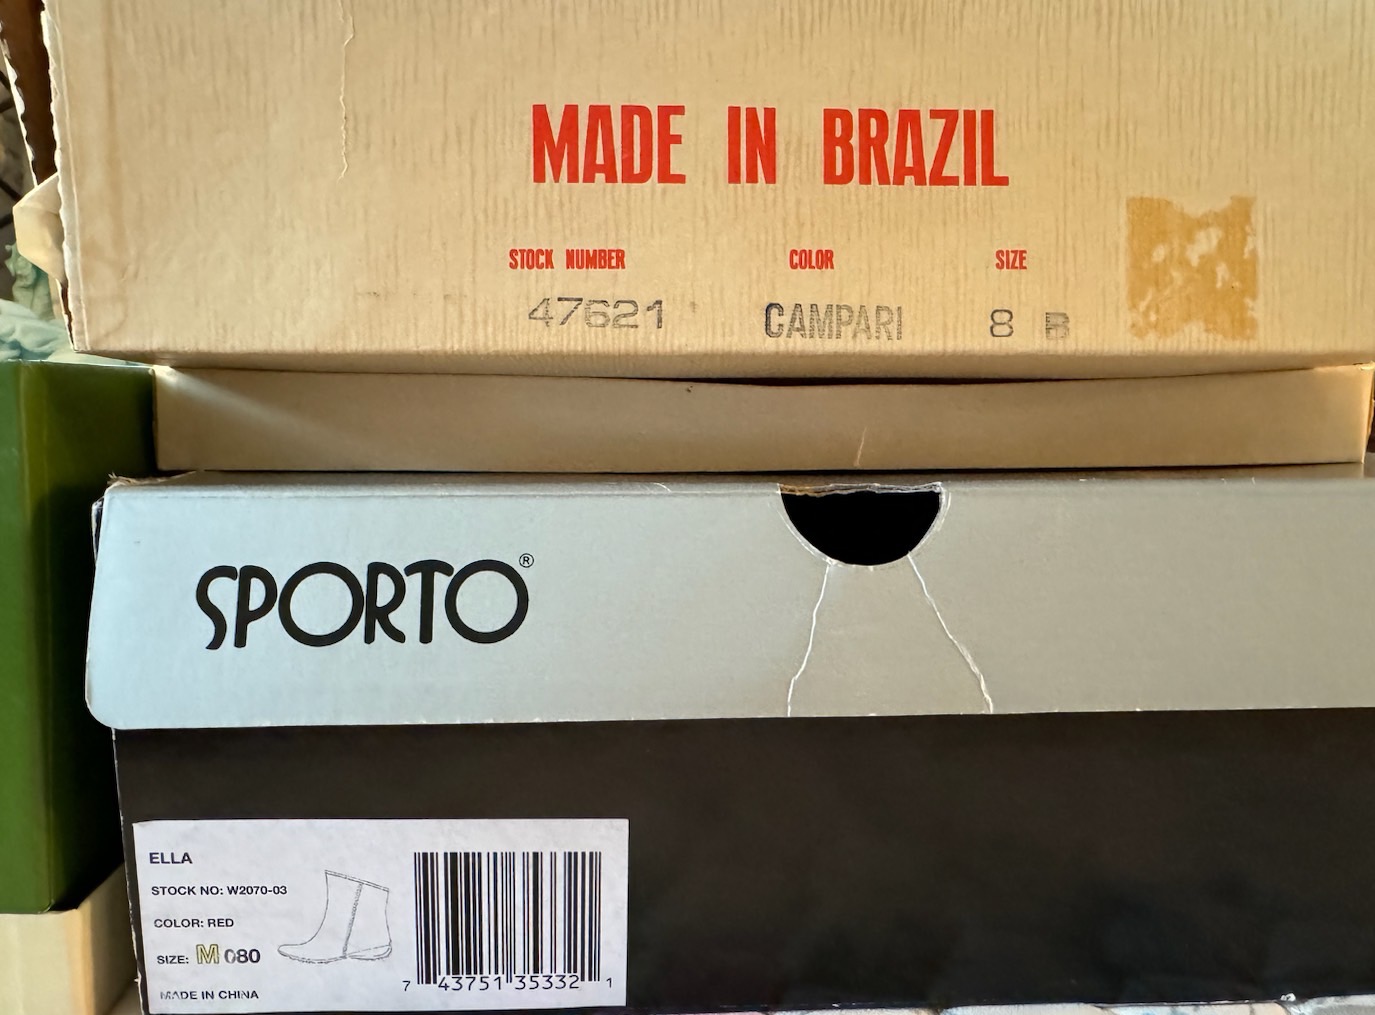 MADE IN BRAZIL
STOCK NUMBER COLOR SIZE
47621 CAMPARI 8 B
SPORTO®
ELLA
STOCK NO: W2070-03
COLOR: RED
SIZE: M 080
MADE IN CHINA
7 43751 35332 1